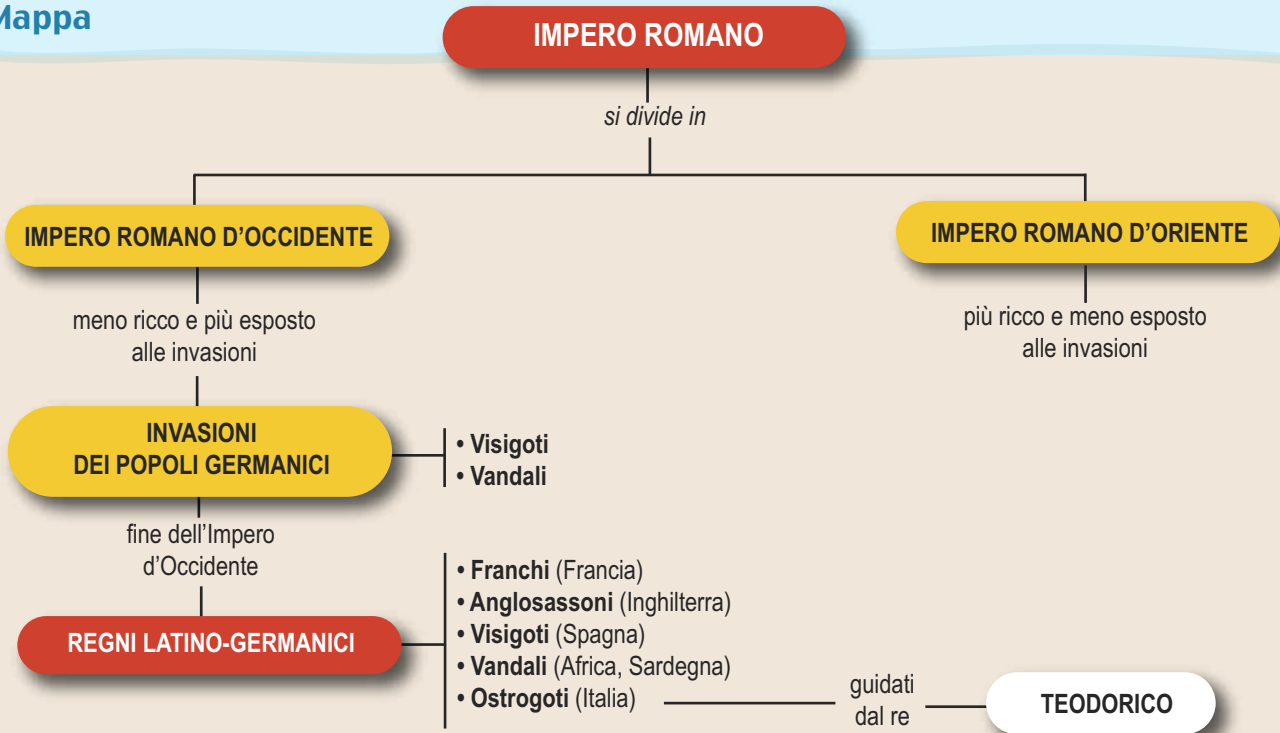 Mappa
IMPERO ROMANO
si divide in
IMPERO ROMANO D’OCCIDENTE
IMPERO ROMANO D’ORIENTE
meno ricco e più esposto
alle invasioni
più ricco e meno esposto
alle invasioni
INVASIONI
DEI POPOLI GERMANICI
• Visigoti
• Vandali
fine dell’Impero
d’Occidente
REGNI LATINO-GERMANICI
• Franchi (Francia)
• Anglosassoni (Inghilterra)
• Visigoti (Spagna)
• Vandali (Africa, Sardegna)
• Ostrogoti (Italia)
guidati
dal re
TEODORICO